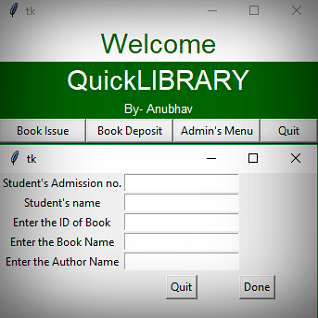 tk
Welcome
QuickLIBRARY
By- Anubhav
Book Issue Book Deposit Admin's Menu Quit
tk
Student's Admission no.
Student's name
Enter the ID of Book
Enter the Book Name
Enter the Author Name
Quit Done